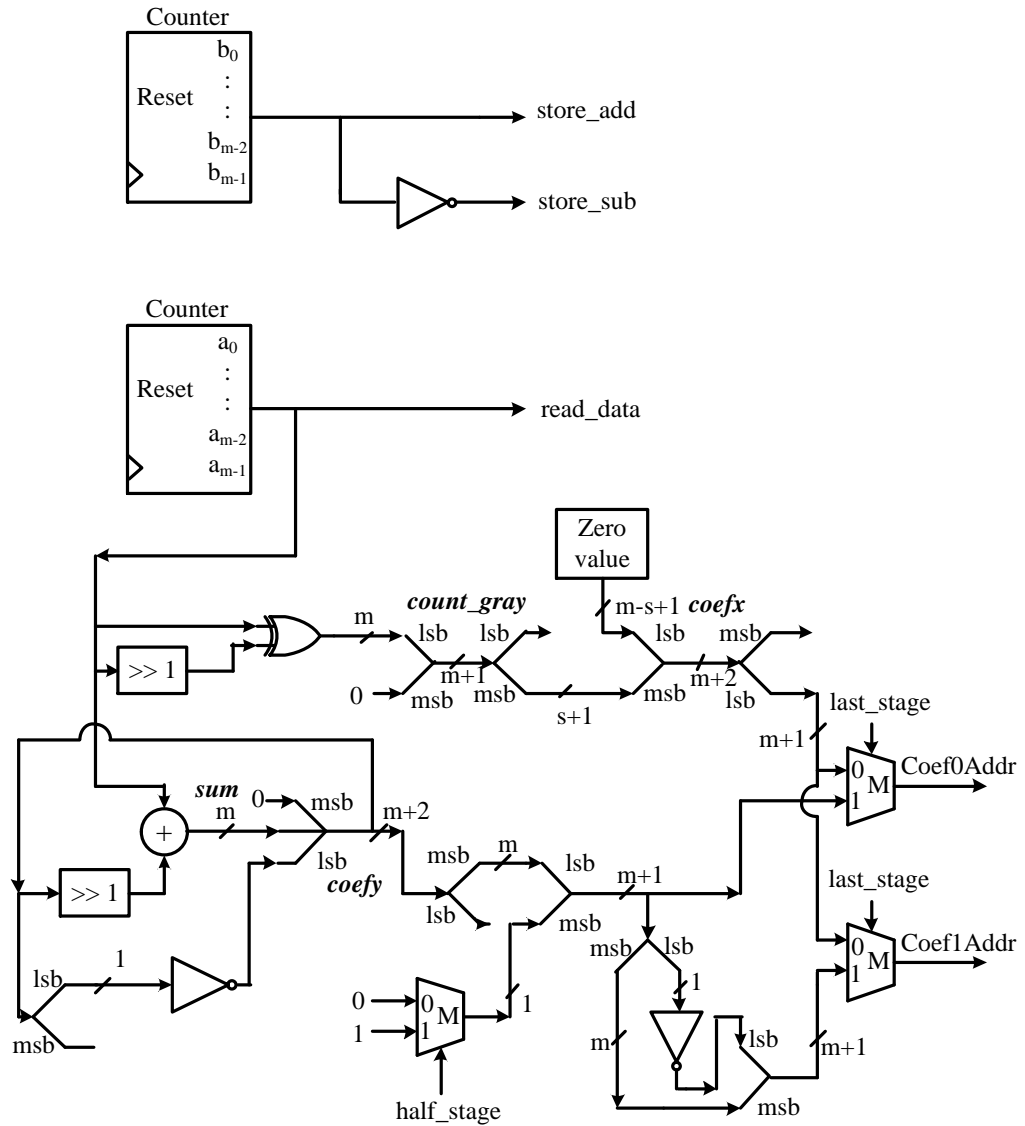 Counter
b0
:
Reset
:
bm-2
bm-1
store_add
store_sub
Counter
a0
:
Reset
:
am-2
am-1
read_data
Zero
value
count_gray
m-s+1
coefx
m
lsb
lsb
lsb
msb
>> 1
0
msb
m+1
msb
s+1
msb
m+2
lsb
last_stage
m+1
0
M
1
Coef0Addr
sum
m
0
msb
m+2
+
lsb
coefy
msb
m
lsb
>> 1
lsb
m+1
msb
last_stage
0
M
1
Coef1Addr
lsb
1
msb
msb
lsb
1
0
0
M
1
1
1
m
lsb
m+1
msb
half_stage